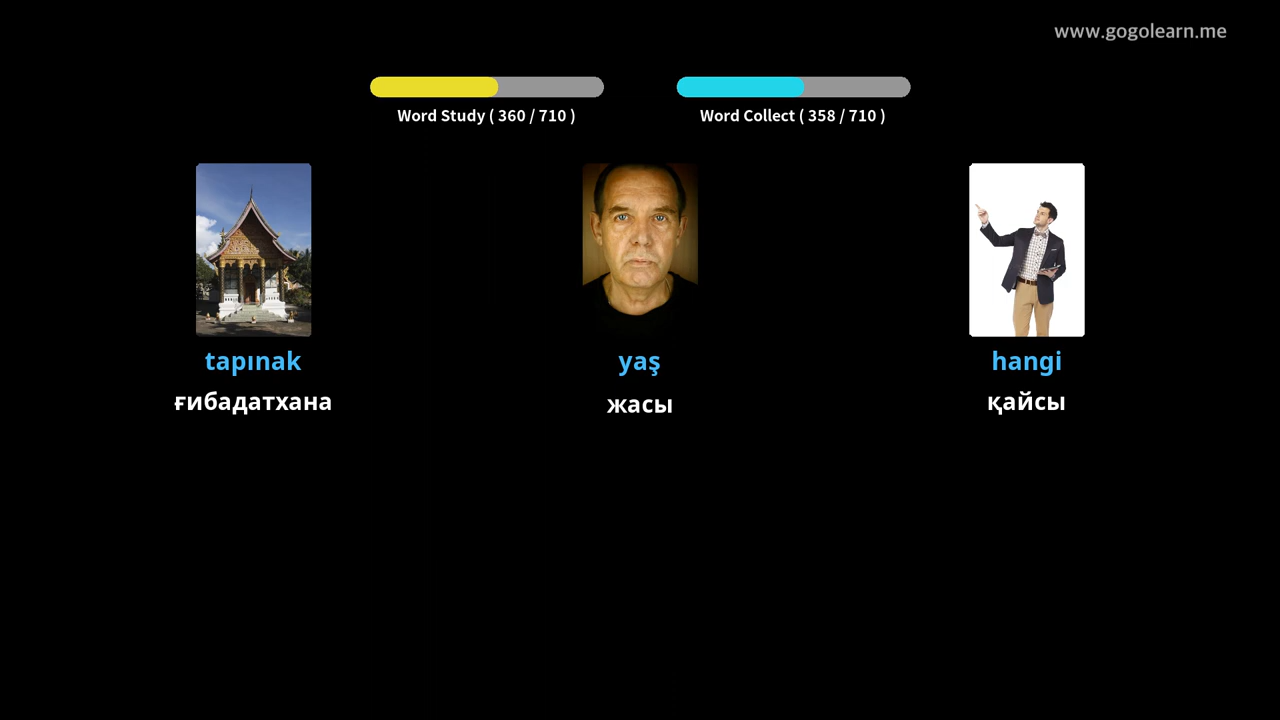 www.gogolearn.me
Word Study ( 360 / 710 )
Word Collect ( 358 / 710 )
tapınak
ғибадатхана
yaş
жасы
hangi
қайсы